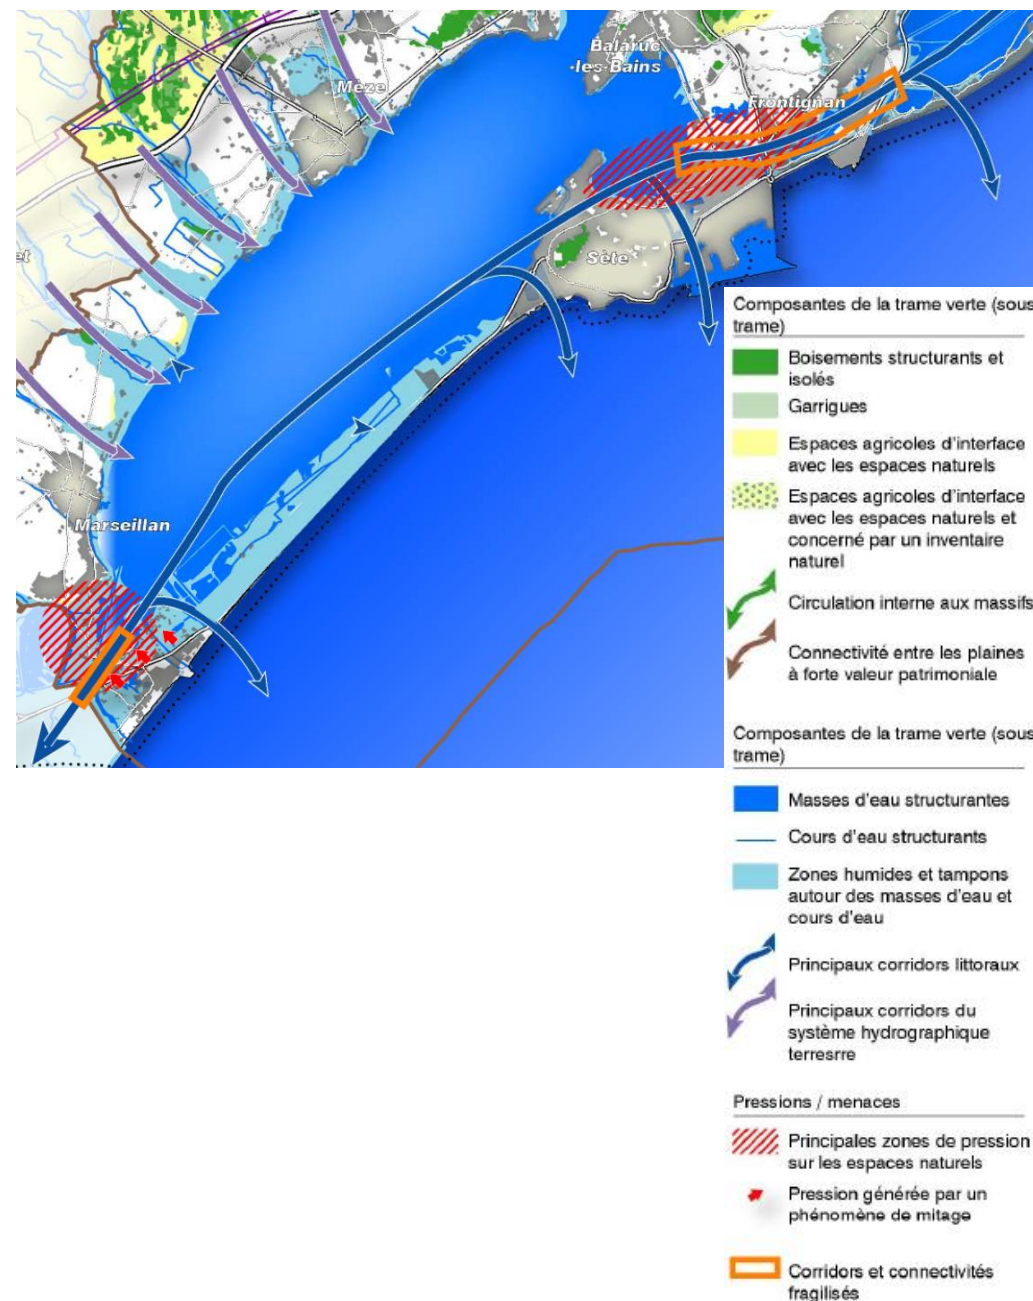 Balaruc
-les-Bains
Mèze
Frontignan
et
Sète
Marseillan
Composantes de la trame verte (sous
trame)
Boisements structurants et
isolés
Garrigues
Espaces agricoles d'interface
avec les espaces naturels
Espaces agricoles d'interface
avec les espaces naturels et
concerné par un inventaire
naturel
Circulation interne aux massifs
Connectivité entre les plaines
à forte valeur patrimoniale
Composantes de la trame verte (sous
trame)
Masses d'eau structurantes
Cours d'eau structurants
Zones humides et tampons
autour des masses d'eau et
cours d'eau
Principaux corridors littoraux
Principaux corridors du
système hydrographique
terresrre
Pressions / menaces
Principales zones de pression
sur les espaces naturels
Pression générée par un
phénomène de mitage
Corridors et connectivités
fragilisés